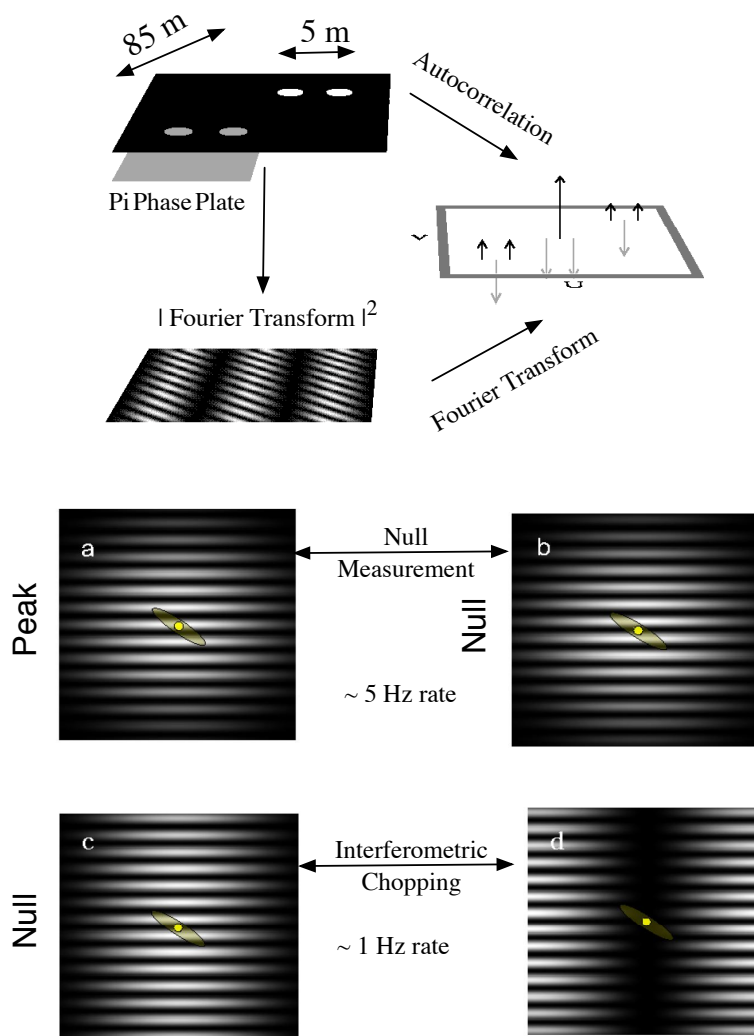 85 m
5 m
Autocorrelation
Pi Phase Plate
| Fourier Transform |2
Fourier Transform
a
Null
Measurement
b
Peak
Null
~ 5 Hz rate
c
Interferometric
Chopping
d
Null
~ 1 Hz rate